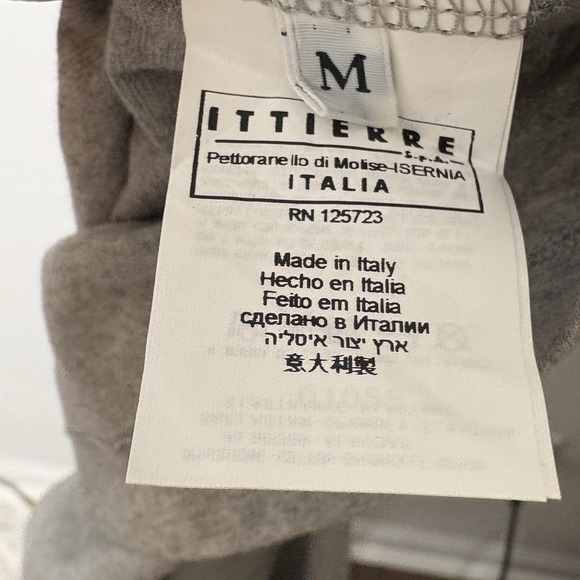 M
ITTIERRE
S.P.A.
Pettoranello di Molise-ISERNIA
ITALIA
RN 125723
Made in Italy
Hecho en Italia
Feito em Italia
сделано в Италии
ארץ יצור איטליה
意大利製